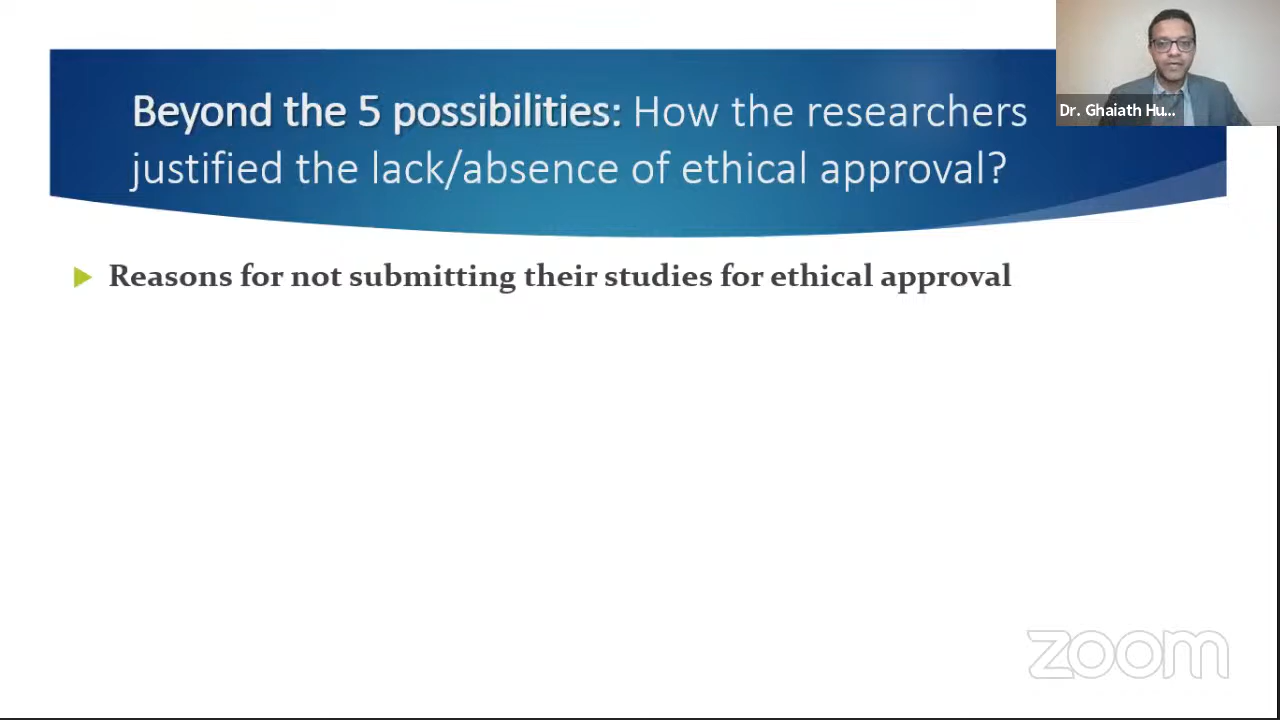 Beyond the 5 possibilities: How the researchers
justified the lack/absence of ethical approval?
Dr. Ghaiath Hu...
Reasons for not submitting their studies for ethical approval
zoom